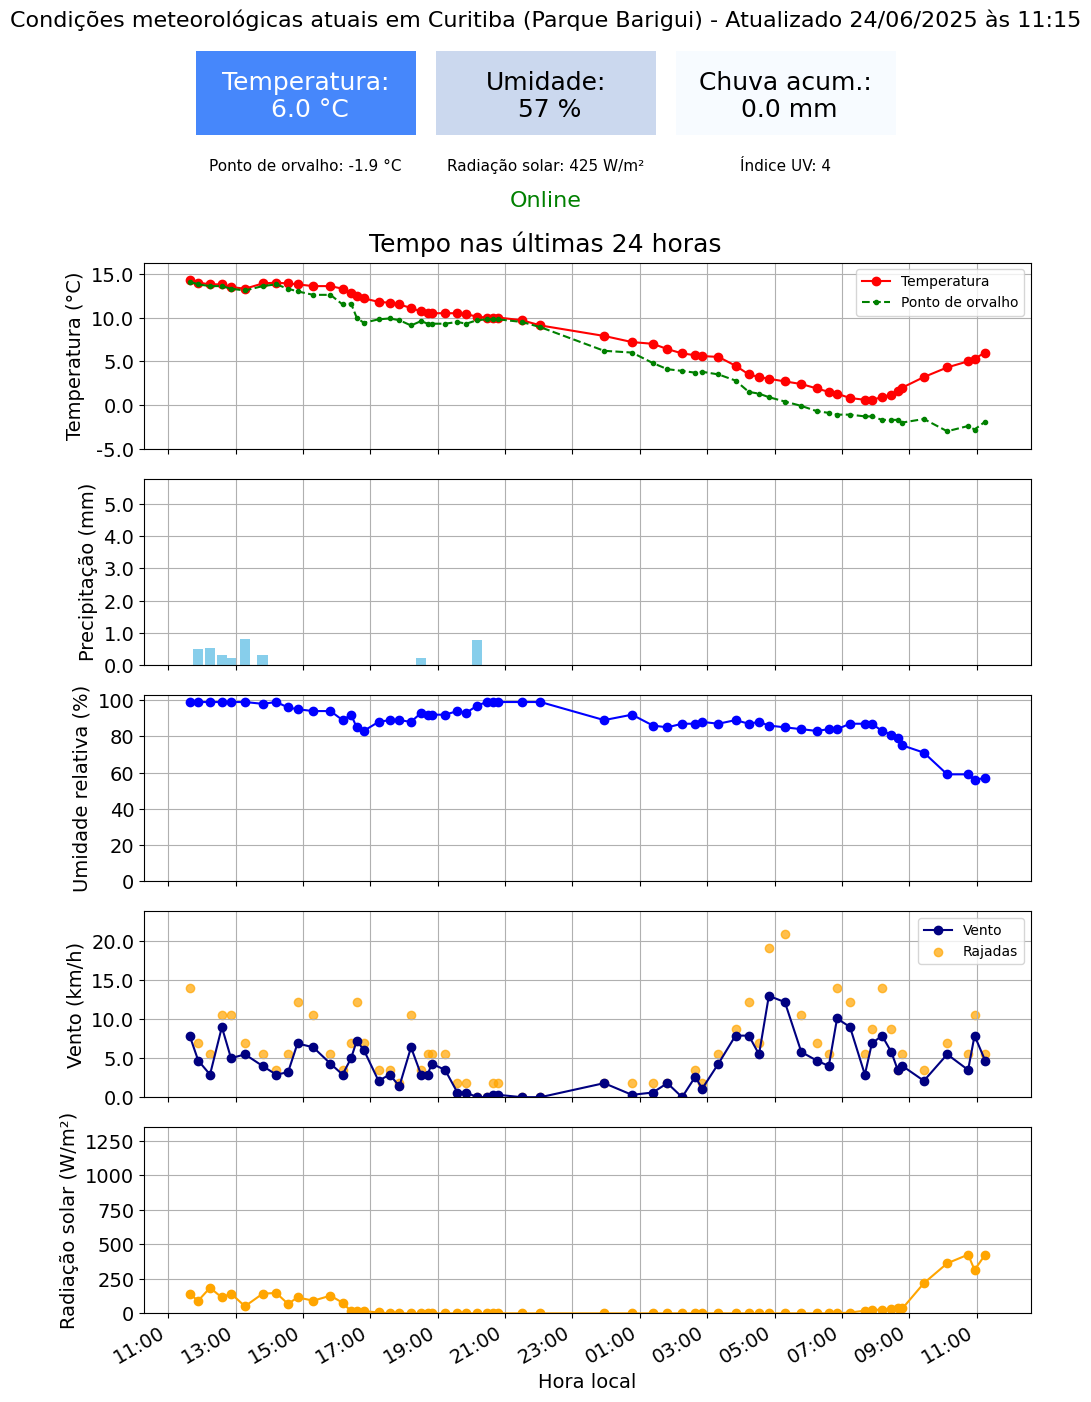 Condições meteorológicas atuais em Curitiba (Parque Barigui) - Atualizado 24/06/2025 às 11:15
Temperatura:
6.0 °C
Umidade:
57 %
Chuva acum.:
0.0 mm
Ponto de orvalho: -1.9 °C
Radiação solar: 425 W/m²
Índice UV: 4
Online
Tempo nas últimas 24 horas
Temperatura (°C)
15.0
10.0
5.0
0.0
-5.0
Temperatura
Ponto de orvalho
Precipitação (mm)
5.0
4.0
3.0
2.0
1.0
0.0
Umidade relativa (%)
100
80
60
40
20
0
Vento (km/h)
20.0
15.0
10.0
5.0
0.0
Vento
Rajadas
Radiação solar (W/m²)
1250
1000
750
500
250
0
11:00
13:00
15:00
17:00
19:00
21:00
23:00
01:00
03:00
05:00
07:00
09:00
11:00
Hora local